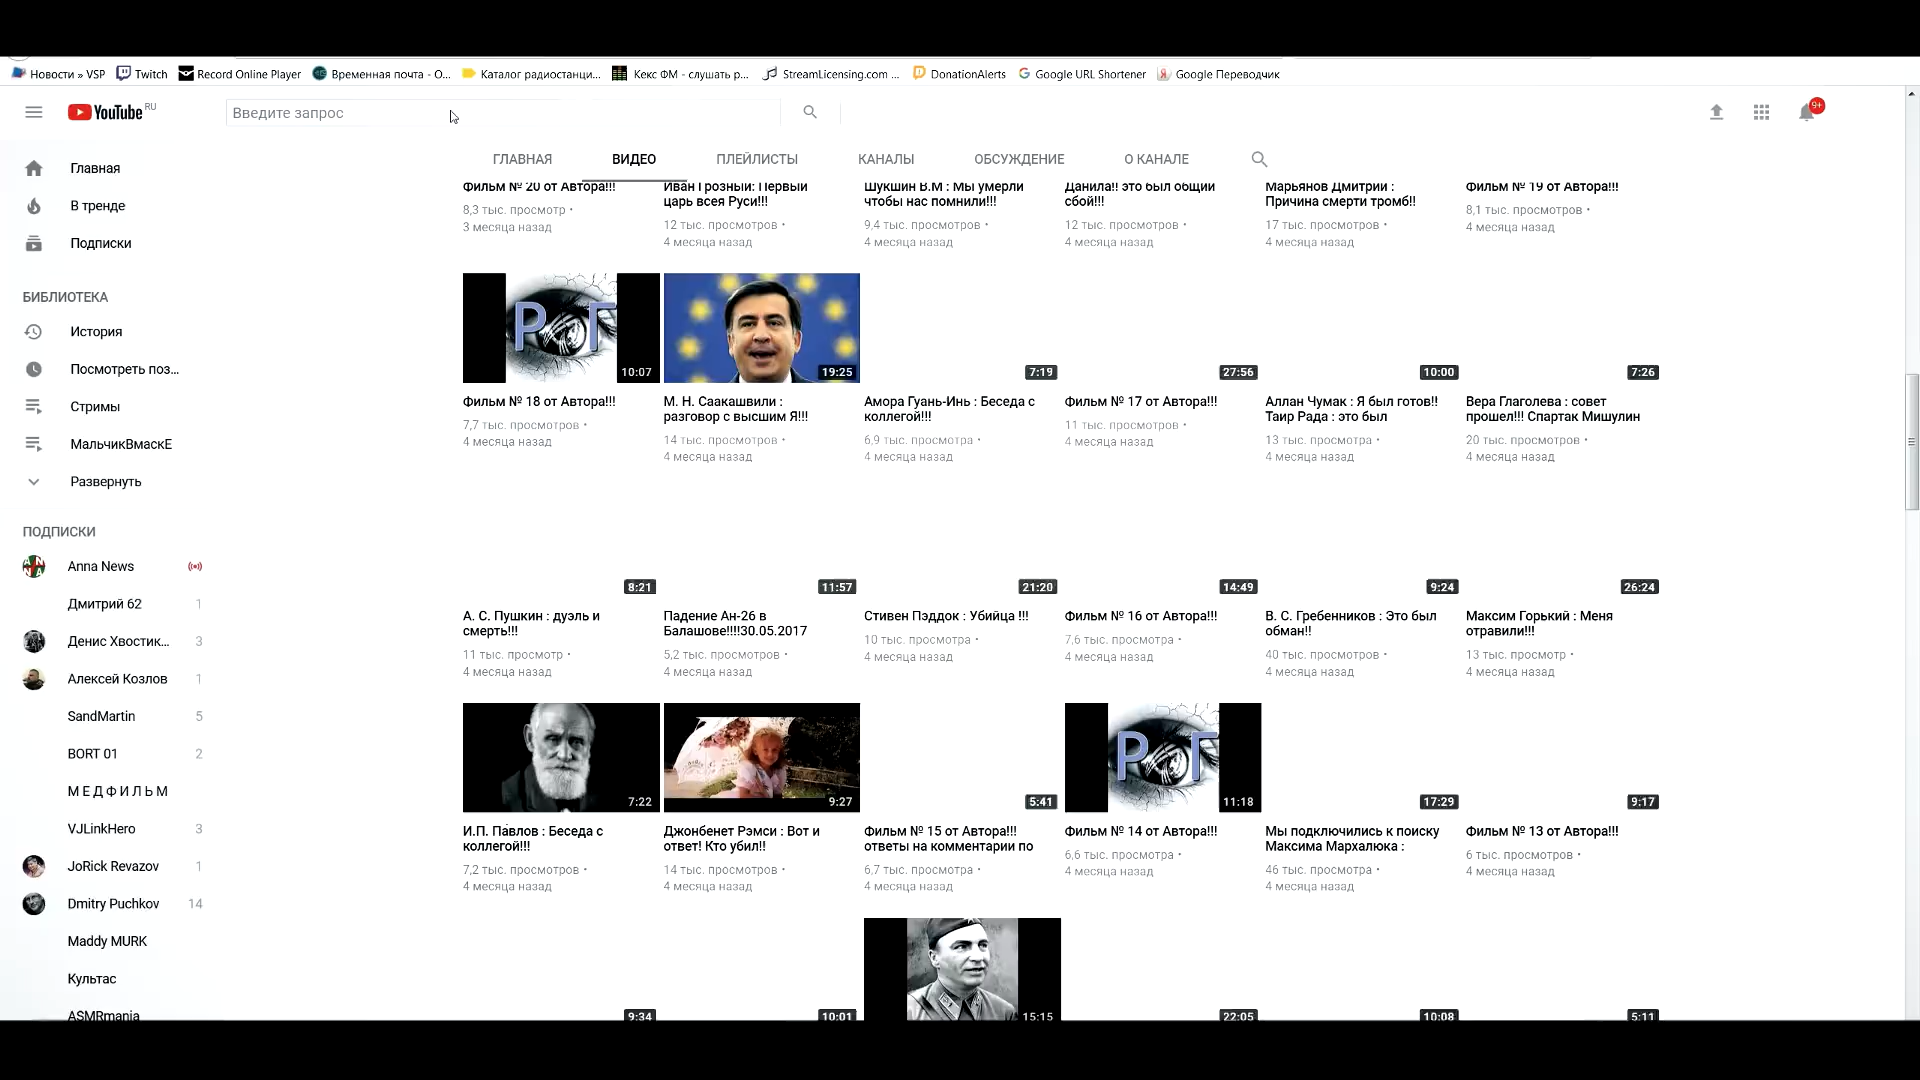 Новости » VSP Twitch Record Online Player Временная почта - О... Каталог радиостанци... Кекс ФМ - слушать р... StreamLicensing.com ... DonationAlerts Google URL Shortener Google Переводчик
YouTube RU
Введите запрос
9+
ГЛАВНАЯ ВИДЕО ПЛЕЙЛИСТЫ КАНАЛЫ ОБСУЖДЕНИЕ О КАНАЛЕ
Главная
В тренде
Подписки
БИБЛИОТЕКА
История
Посмотреть поз...
Стримы
МальчикВмаскЕ
Развернуть
ПОДПИСКИ
Anna News
Дмитрий 62 1
Денис Хвостик... 3
Алексей Козлов 1
SandMartin 5
BORT 01 2
М Е Д Ф И Л Ь М
VJLinkHero 3
JoRick Revazov 1
Dmitry Puchkov 14
Maddy MURK
Культас
ASMRmania
Фильм № 20 от Автора!!!
8,3 тыс. просмотр •
3 месяца назад
Иван Грозный: Первый
царь всея Руси!!!
12 тыс. просмотров •
4 месяца назад
Шукшин В.М : Мы умерли
чтобы нас помнили!!!
9,4 тыс. просмотров •
4 месяца назад
Данила!! это был общий
сбой!!!
12 тыс. просмотров •
4 месяца назад
Марьянов Дмитрий :
Причина смерти тромб!!
17 тыс. просмотров •
4 месяца назад
Фильм № 19 от Автора!!!
8,1 тыс. просмотров •
4 месяца назад
Р Г
10:07
Фильм № 18 от Автора!!!
7,7 тыс. просмотров •
4 месяца назад
19:25
М. Н. Саакашвили :
разговор с высшим Я!!!
14 тыс. просмотров •
4 месяца назад
7:19
Амора Гуань-Инь : Беседа с
коллегой!!!
6,9 тыс. просмотра •
4 месяца назад
27:56
Фильм № 17 от Автора!!!
11 тыс. просмотров •
4 месяца назад
10:00
Аллан Чумак : Я был готов!!
Таир Рада : это был
13 тыс. просмотра •
4 месяца назад
7:26
Вера Глаголева : совет
прошел!!! Спартак Мишулин
20 тыс. просмотров •
4 месяца назад
8:21
А. С. Пушкин : дуэль и
смерть!!!
11 тыс. просмотр •
4 месяца назад
11:57
Падение Ан-26 в
Балашове!!!!30.05.2017
5,2 тыс. просмотров •
4 месяца назад
21:20
Стивен Пэддок : Убийца !!!
10 тыс. просмотра •
4 месяца назад
14:49
Фильм № 16 от Автора!!!
7,6 тыс. просмотра •
4 месяца назад
9:24
В. С. Гребенников : Это был
обман!!
40 тыс. просмотров •
4 месяца назад
26:24
Максим Горький : Меня
отравили!!!
13 тыс. просмотр •
4 месяца назад
7:22
И.П. Павлов : Беседа с
коллегой!!!
7,2 тыс. просмотров •
4 месяца назад
9:27
Джонбенет Рэмси : Вот и
ответ! Кто убил!!
14 тыс. просмотров •
4 месяца назад
5:41
Фильм № 15 от Автора!!!
ответы на комментарии по
6,7 тыс. просмотра •
4 месяца назад
Р Г
11:18
Фильм № 14 от Автора!!!
6,6 тыс. просмотра •
4 месяца назад
17:29
Мы подключились к поиску
Максима Мархалюка :
46 тыс. просмотра •
4 месяца назад
9:17
Фильм № 13 от Автора!!!
6 тыс. просмотров •
4 месяца назад
9:34
10:01
15:15
22:05
10:08
5:11